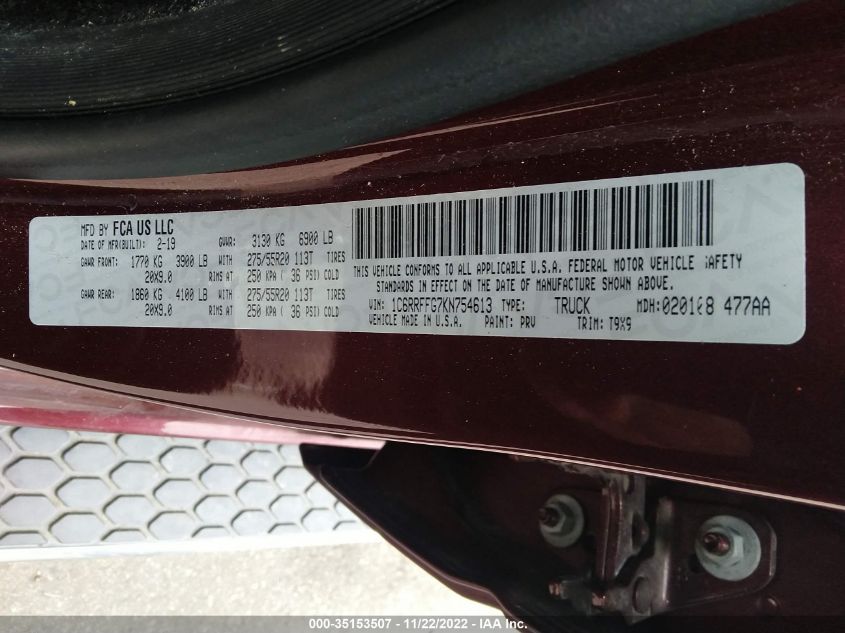 MFD BY FCA US LLC
DATE OF MFR(BUILT): 2-19 GVWR: 3130 KG 6900 LB
GAWR FRONT: 1770 KG 3900 LB WITH 275/55R20 113T TIRES
20X9.0 RIMS AT 250 KPA ( 36 PSI) COLD
GAWR REAR: 1860 KG 4100 LB WITH 275/55R20 113T TIRES
20X9.0 RIMS AT 250 KPA ( 36 PSI) COLD
THIS VEHICLE CONFORMS TO ALL APPLICABLE U.S.A. FEDERAL MOTOR VEHICLE SAFETY
STANDARDS IN EFFECT ON THE DATE OF MANUFACTURE SHOWN ABOVE.
VIN: 1C6RRFFG7KN754613 TYPE: TRUCK MDH: 020108 477AA
VEHICLE MADE IN U.S.A. PAINT: PRV TRIM: T9X9
000-35153507 - 11/22/2022 - IAA Inc.